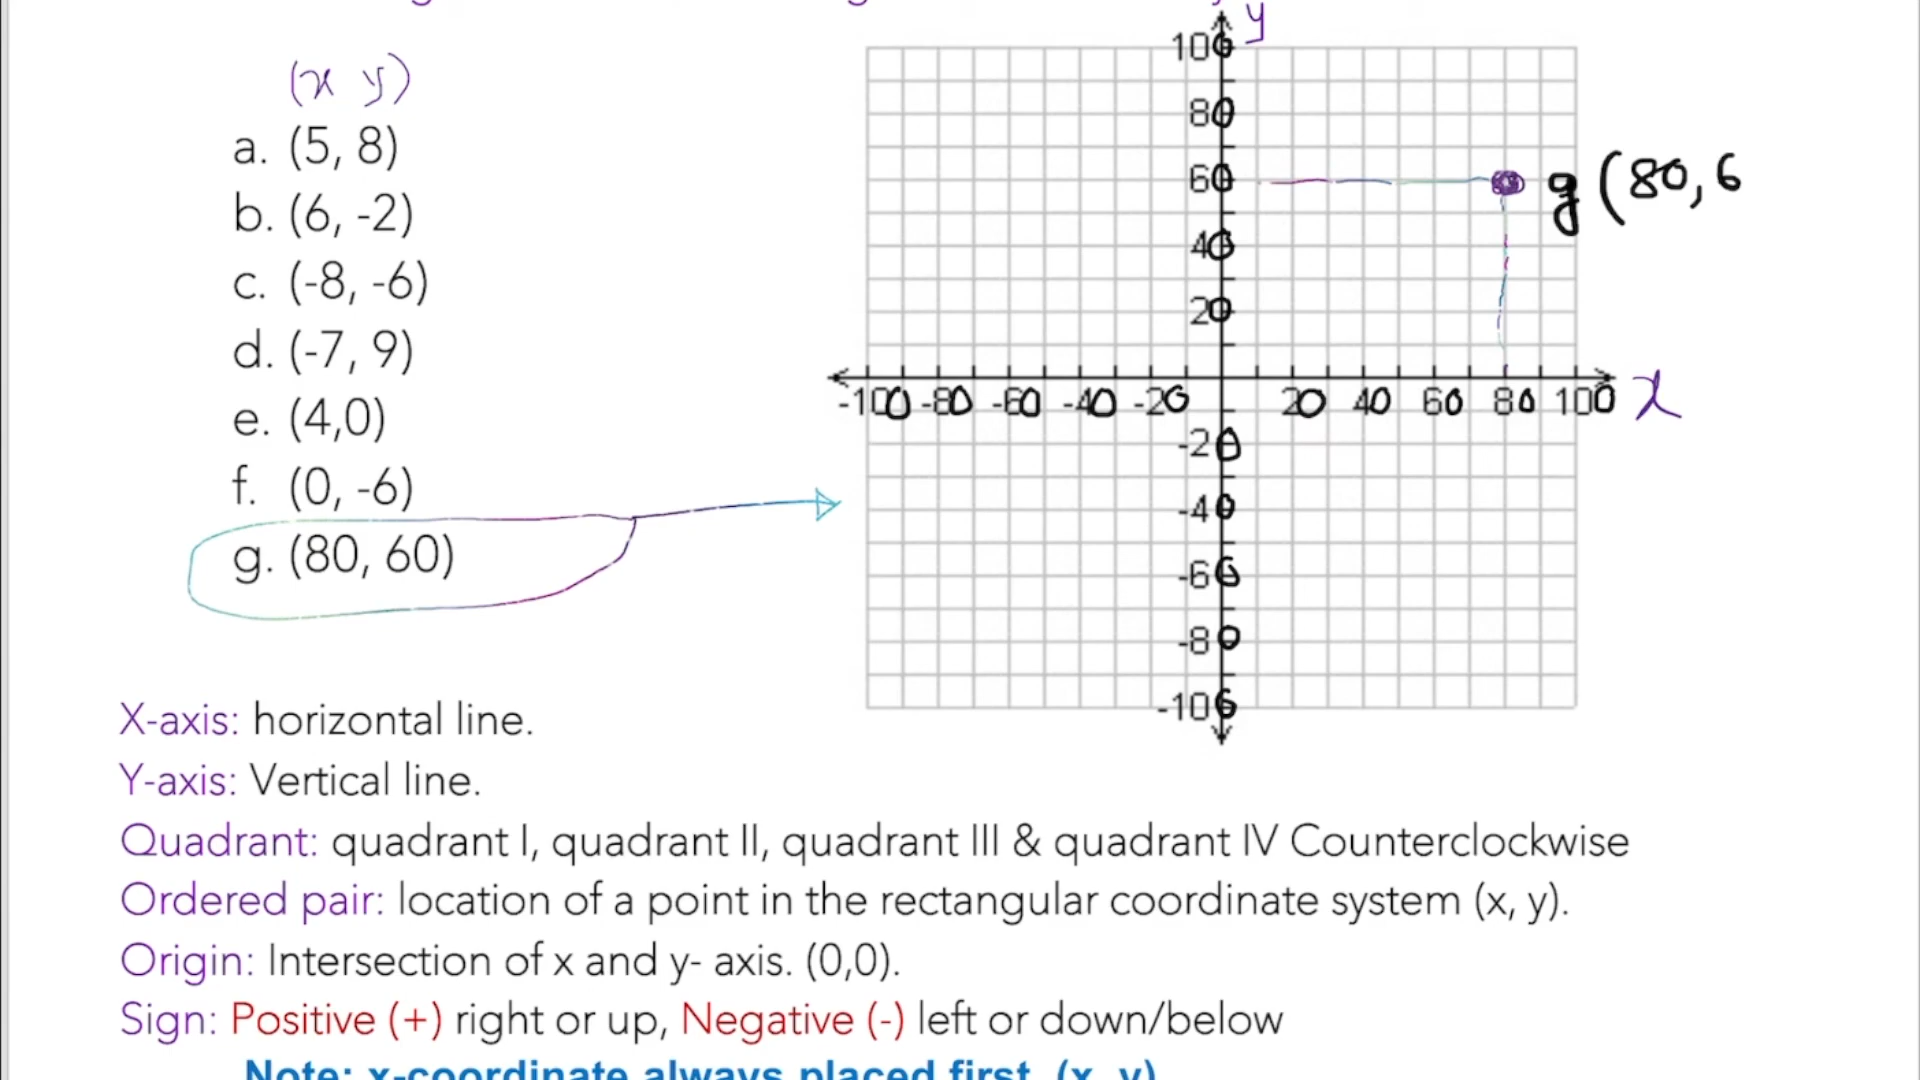 y
(x y)
a. (5, 8)
b. (6, -2)
c. (-8, -6)
d. (-7, 9)
e. (4,0)
f. (0, -6)
g. (80, 60)
100
80
60
40
20
g (80, 6
-100 -80 -60 -40 -20 20 40 60 80 100 x
-20
-40
-60
-80
-100
X-axis: horizontal line.
Y-axis: Vertical line.
Quadrant: quadrant I, quadrant II, quadrant III & quadrant IV Counterclockwise
Ordered pair: location of a point in the rectangular coordinate system (x, y).
Origin: Intersection of x and y- axis. (0,0).
Sign: Positive (+) right or up, Negative (-) left or down/below
Note: x-coordinate always placed first. (x, y)